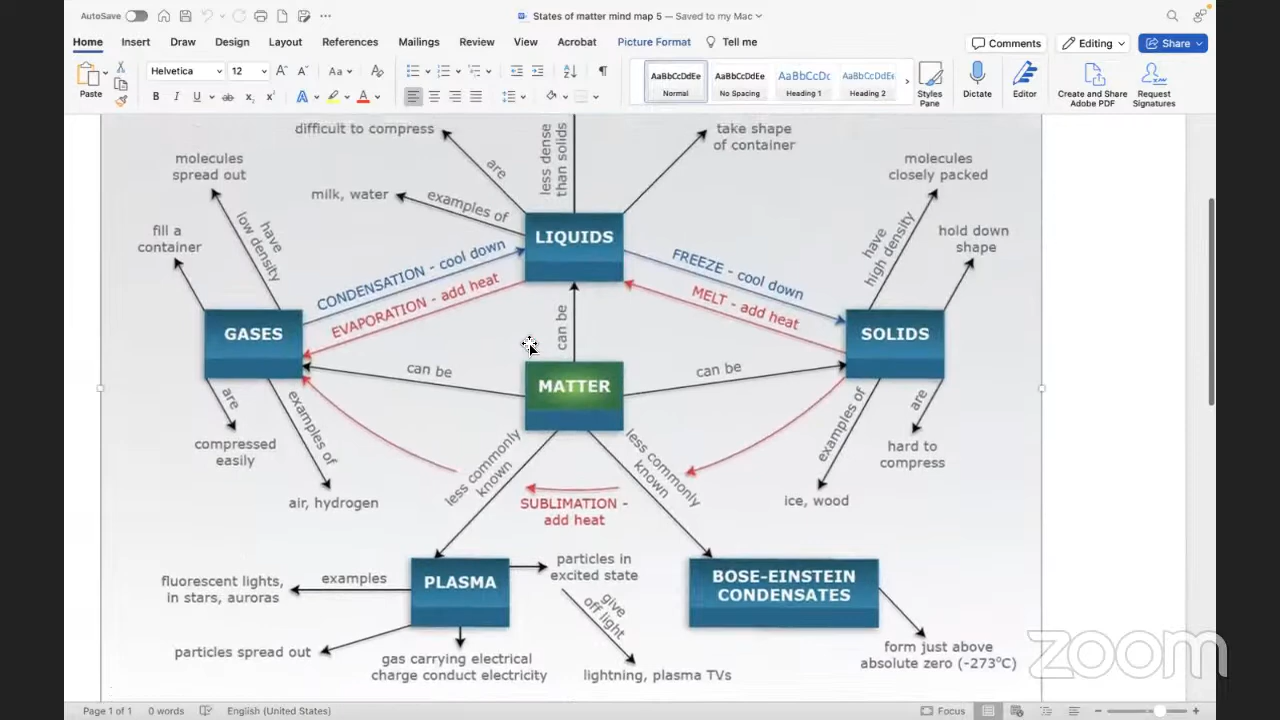 AutoSave
States of matter mind map 5 — Saved to my Mac
Home Insert Draw Design Layout References Mailings Review View Acrobat Picture Format Tell me
Comments Editing Share
Paste
Helvetica 12
Aa
B I U ab x₂ x² A A
AaBbCcDdEe
Normal
AaBbCcDdEe
No Spacing
AaBbCcDc
Heading 1
AaBbCcDdEe
Heading 2
Styles
Pane
Dictate
Editor
Create and Share
Adobe PDF
Request
Signatures
difficult to compress
are
less dense
than solids
take shape
of container
molecules
spread out
milk, water
examples of
molecules
closely packed
fill a
container
have
low density
LIQUIDS
have
high density
hold down
shape
CONDENSATION - cool down
EVAPORATION - add heat
FREEZE - cool down
MELT - add heat
GASES
can be
SOLIDS
can be
MATTER
can be
are
examples of
compressed
easily
air, hydrogen
less commonly
known
less commonly
known
examples of
are
hard to
compress
ice, wood
SUBLIMATION -
add heat
PLASMA
particles in
excited state
BOSE-EINSTEIN
CONDENSATES
fluorescent lights,
in stars, auroras
examples
give
off light
particles spread out
gas carrying electrical
charge conduct electricity
lightning, plasma TVs
form just above
absolute zero (-273°C)
zoom
Page 1 of 1 0 words English (United States) Focus